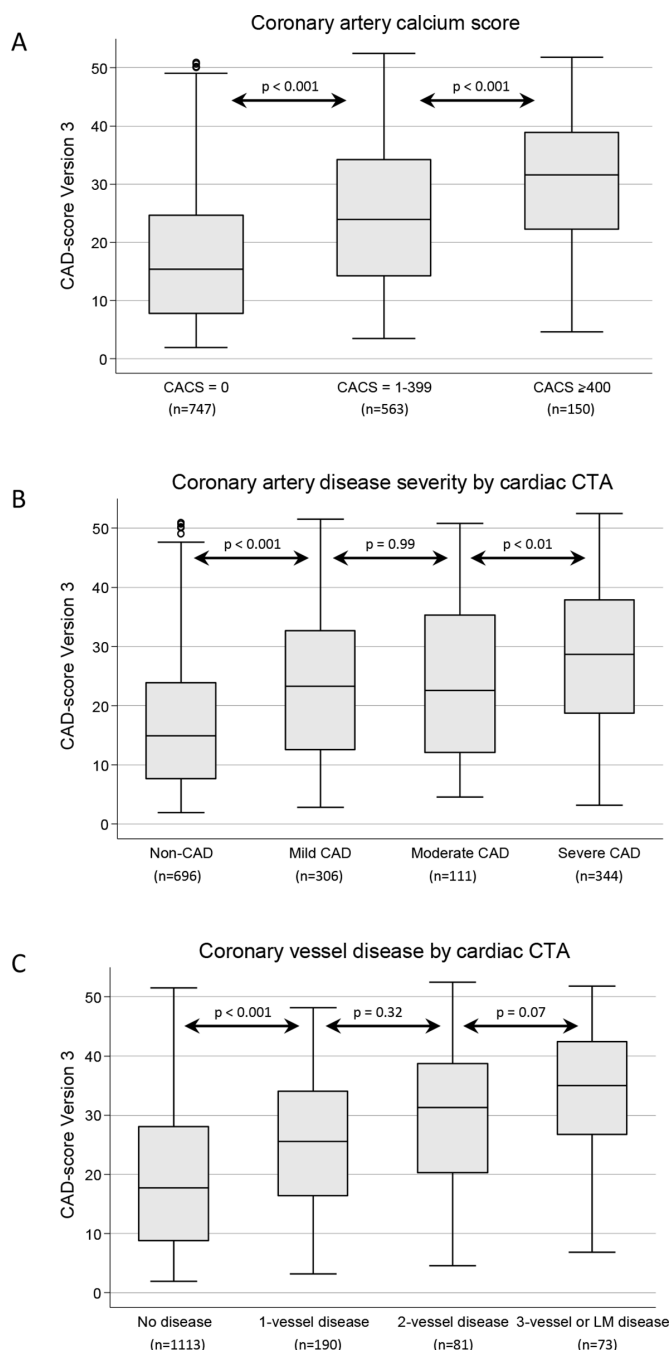 A
Coronary artery calcium score
CAD-score Version 3
50
40
30
20
10
0
p < 0.001
p < 0.001
CACS = 0
CACS = 1-399
CACS ≥400
(n=747)
(n=563)
(n=150)
B
Coronary artery disease severity by cardiac CTA
CAD-score Version 3
50
40
30
20
10
0
p < 0.001
p = 0.99
p < 0.01
Non-CAD
Mild CAD
Moderate CAD
Severe CAD
(n=696)
(n=306)
(n=111)
(n=344)
C
Coronary vessel disease by cardiac CTA
CAD-score Version 3
50
40
30
20
10
0
p < 0.001
p = 0.32
p = 0.07
No disease
1-vessel disease
2-vessel disease
3-vessel or LM disease
(n=1113)
(n=190)
(n=81)
(n=73)